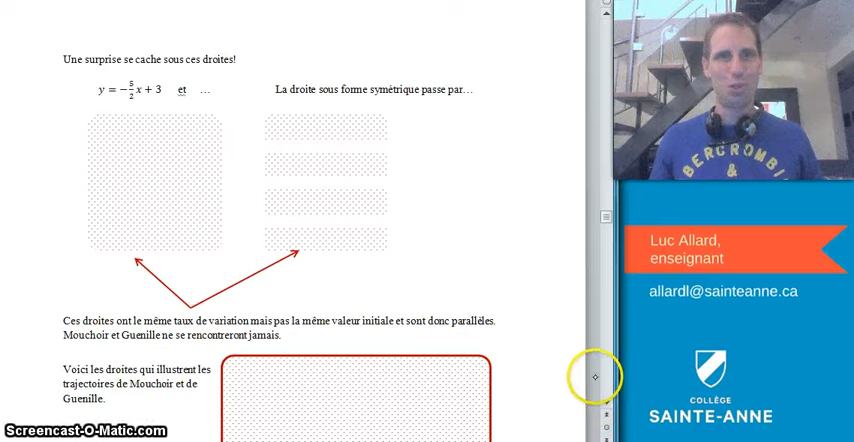 Une surprise se cache sous ces droites!
y = −5/2 x + 3 et …
La droite sous forme symétrique passe par…
Ces droites ont le même taux de variation mais pas la même valeur initiale et sont donc parallèles.
Mouchoir et Guenille ne se rencontreront jamais.
Voici les droites qui illustrent les
trajectoires de Mouchoir et de
Guenille.
BERCROMBI
&
Luc Allard,
enseignant
allardl@sainteanne.ca
COLLÈGE
SAINTE-ANNE
Screencast-O-Matic.com